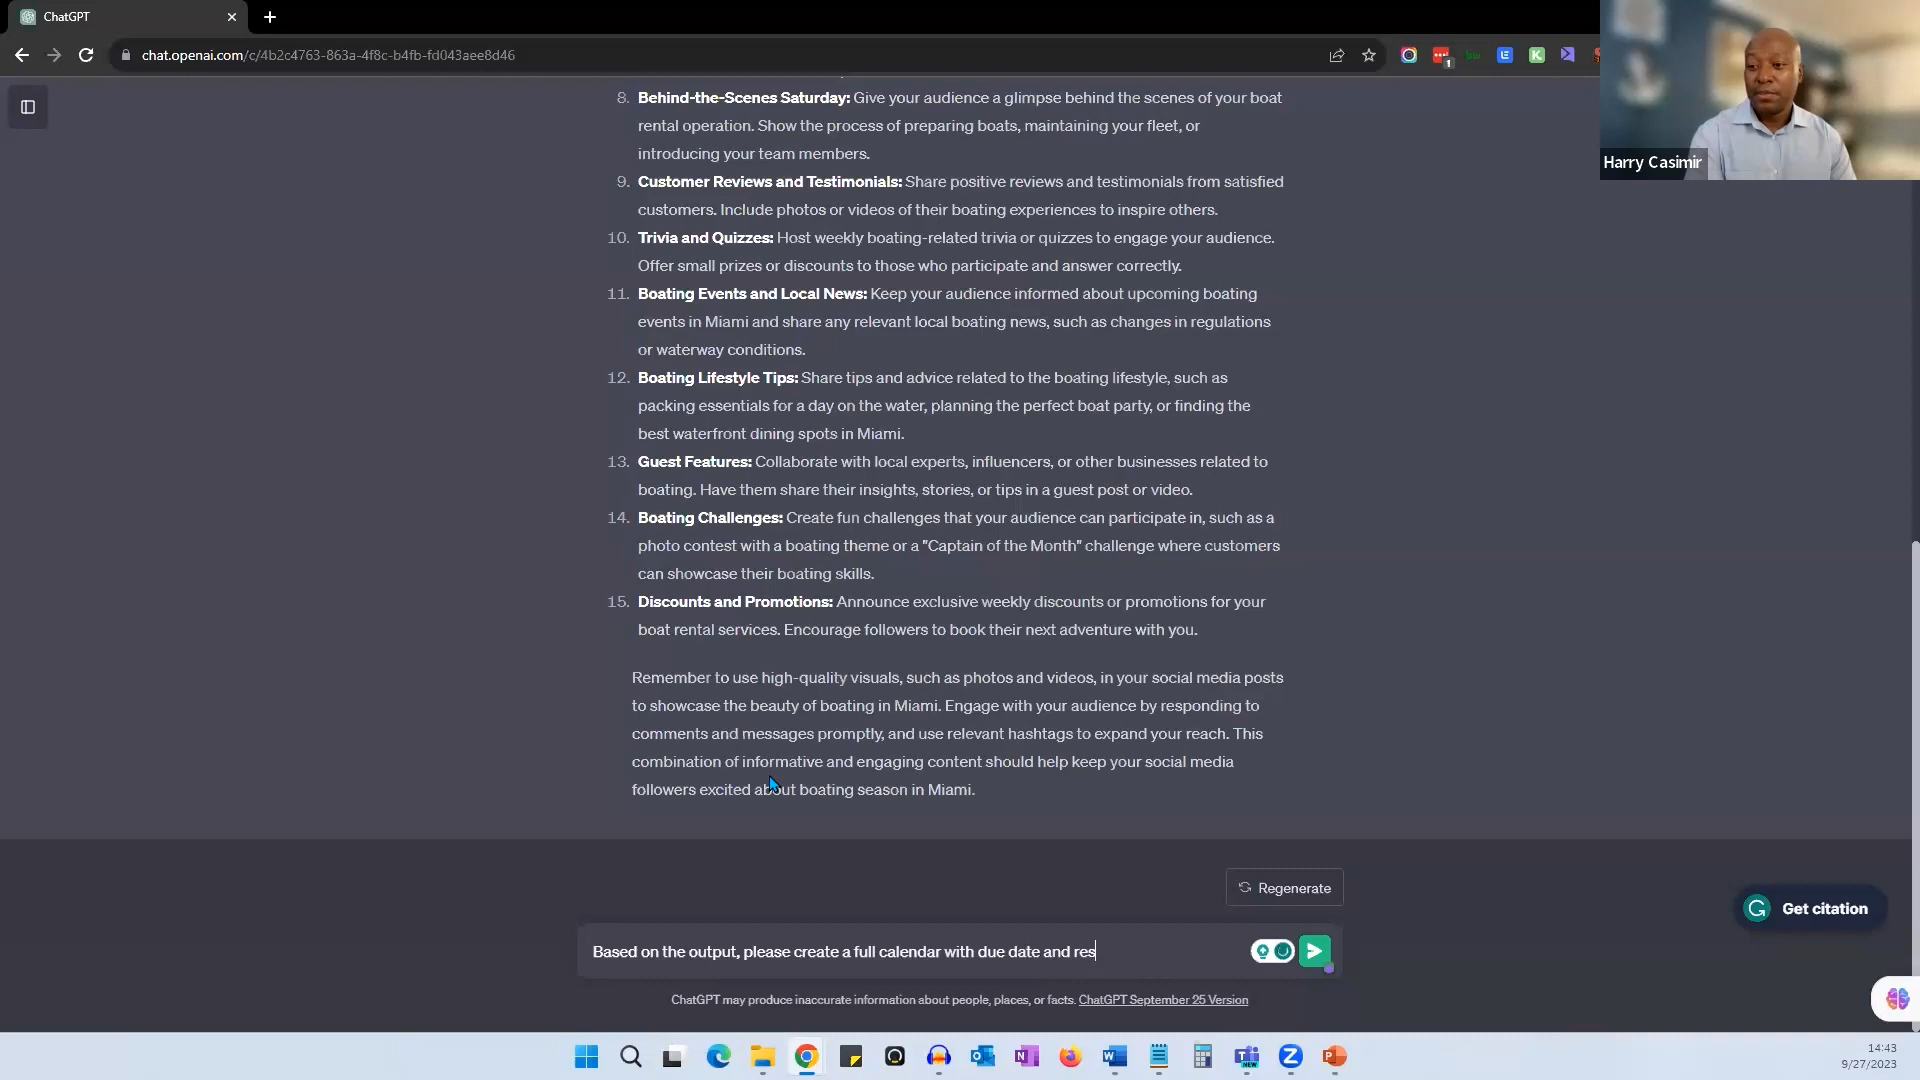 ChatGPT
chat.openai.com/c/4b2c4763-863a-4f8c-b4fb-fd043aee8d46
1
Harry Casimir
8. Behind-the-Scenes Saturday: Give your audience a glimpse behind the scenes of your boat
rental operation. Show the process of preparing boats, maintaining your fleet, or
introducing your team members.
9. Customer Reviews and Testimonials: Share positive reviews and testimonials from satisfied
customers. Include photos or videos of their boating experiences to inspire others.
10. Trivia and Quizzes: Host weekly boating-related trivia or quizzes to engage your audience.
Offer small prizes or discounts to those who participate and answer correctly.
11. Boating Events and Local News: Keep your audience informed about upcoming boating
events in Miami and share any relevant local boating news, such as changes in regulations
or waterway conditions.
12. Boating Lifestyle Tips: Share tips and advice related to the boating lifestyle, such as
packing essentials for a day on the water, planning the perfect boat party, or finding the
best waterfront dining spots in Miami.
13. Guest Features: Collaborate with local experts, influencers, or other businesses related to
boating. Have them share their insights, stories, or tips in a guest post or video.
14. Boating Challenges: Create fun challenges that your audience can participate in, such as a
photo contest with a boating theme or a "Captain of the Month" challenge where customers
can showcase their boating skills.
15. Discounts and Promotions: Announce exclusive weekly discounts or promotions for your
boat rental services. Encourage followers to book their next adventure with you.
Remember to use high-quality visuals, such as photos and videos, in your social media posts
to showcase the beauty of boating in Miami. Engage with your audience by responding to
comments and messages promptly, and use relevant hashtags to expand your reach. This
combination of informative and engaging content should help keep your social media
followers excited about boating season in Miami.
Regenerate
Get citation
Based on the output, please create a full calendar with due date and res
ChatGPT may produce inaccurate information about people, places, or facts. ChatGPT September 25 Version
14:43
9/27/2023